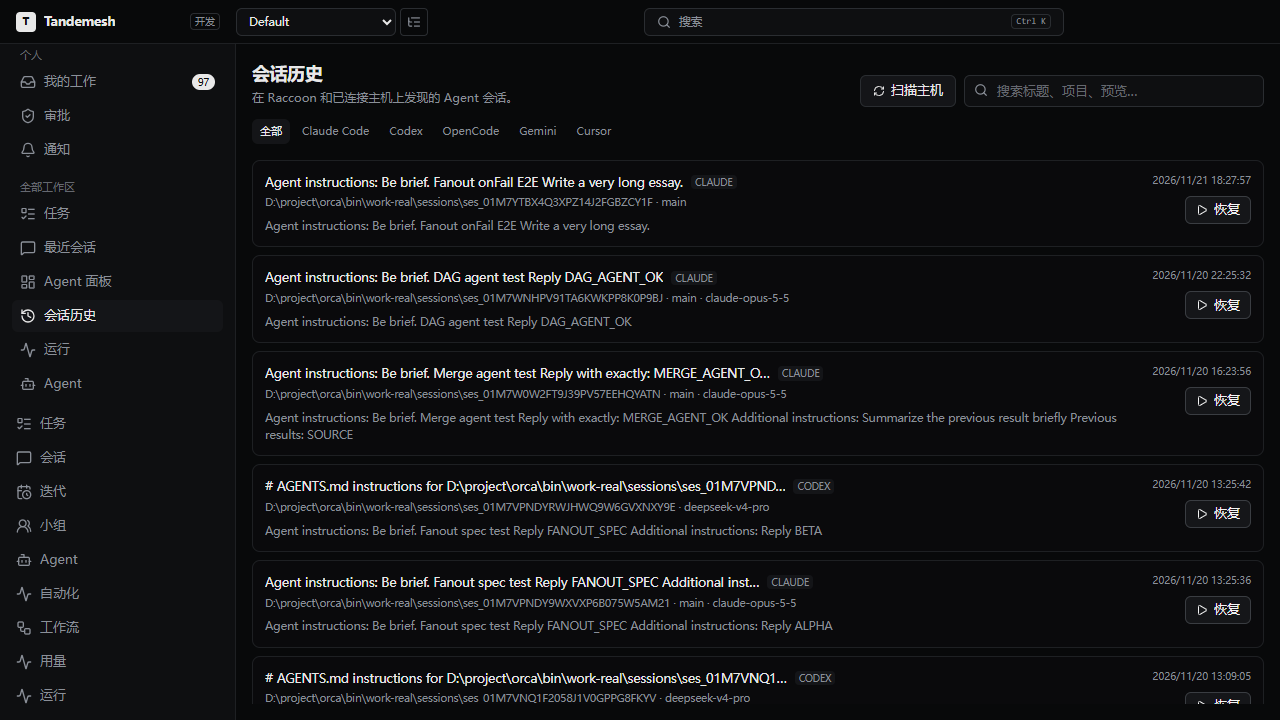 T Tandemesh 开发 Default 搜索 Ctrl K
个人
我的工作 97
审批
通知
全部工作区
任务
最近会话
Agent 面板
会话历史
运行
Agent
任务
会话
迭代
小组
Agent
自动化
工作流
用量
运行
会话历史
在 Raccoon 和已连接主机上发现的 Agent 会话。
扫描主机 搜索标题、项目、预览...
全部 Claude Code Codex OpenCode Gemini Cursor
Agent instructions: Be brief. Fanout onFail E2E Write a very long essay. CLAUDE 2026/11/21 18:27:57
D:\project\orca\bin\work-real\sessions\ses_01M7YTBX4Q3XPZ14J2FGBZCY1F · main
恢复
Agent instructions: Be brief. Fanout onFail E2E Write a very long essay.
Agent instructions: Be brief. DAG agent test Reply DAG_AGENT_OK CLAUDE 2026/11/20 22:25:32
D:\project\orca\bin\work-real\sessions\ses_01M7WNHPV91TA6KWKPP8K0P9BJ · main · claude-opus-5-5
恢复
Agent instructions: Be brief. DAG agent test Reply DAG_AGENT_OK
Agent instructions: Be brief. Merge agent test Reply with exactly: MERGE_AGENT_O... CLAUDE 2026/11/20 16:23:56
D:\project\orca\bin\work-real\sessions\ses_01M7W0W2FT9J39PV57EEHQYATN · main · claude-opus-5-5
恢复
Agent instructions: Be brief. Merge agent test Reply with exactly: MERGE_AGENT_OK Additional instructions: Summarize the previous result briefly Previous
results: SOURCE
# AGENTS.md instructions for D:\project\orca\bin\work-real\sessions\ses_01M7VPND... CODEX 2026/11/20 13:25:42
D:\project\orca\bin\work-real\sessions\ses_01M7VPNDYRWJHWQ9W6GVXNXY9E · deepseek-v4-pro
恢复
Agent instructions: Be brief. Fanout spec test Reply FANOUT_SPEC Additional instructions: Reply BETA
Agent instructions: Be brief. Fanout spec test Reply FANOUT_SPEC Additional inst... CLAUDE 2026/11/20 13:25:36
D:\project\orca\bin\work-real\sessions\ses_01M7VPNDY9WXVXP6B075W5AM21 · main · claude-opus-5-5
恢复
Agent instructions: Be brief. Fanout spec test Reply FANOUT_SPEC Additional instructions: Reply ALPHA
# AGENTS.md instructions for D:\project\orca\bin\work-real\sessions\ses_01M7VNQ1... CODEX 2026/11/20 13:09:05
D:\project\orca\bin\work-real\sessions\ses_01M7VNQ1F2058J1V0GPPG8FKYV · deepseek-v4-pro
恢复